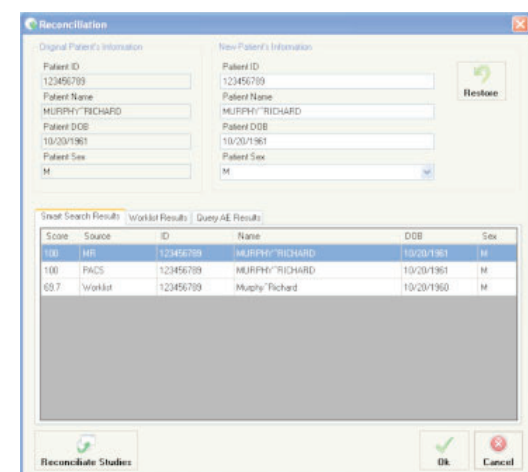 Reconciliation
Original Patient's Information
Patient ID
123456789
Patient Name
MURPHY^RICHARD
Patient DOB
10/20/1961
Patient Sex
M
New Patient's Information
Patient ID
123456789
Patient Name
MURPHY^RICHARD
Patient DOB
10/20/1961
Patient Sex
M
Restore
Smart Search Results Worklist Results Query AE Results
Score Source ID Name DOB Sex
100 MR 123456789 MURPHY^RICHARD 10/20/1961 M
100 PACS 123456789 MURPHY^RICHARD 10/20/1961 M
69.7 Worklist 123456789 Murphy^Richard 10/20/1960 M
Reconciliate Studies
Ok
Cancel